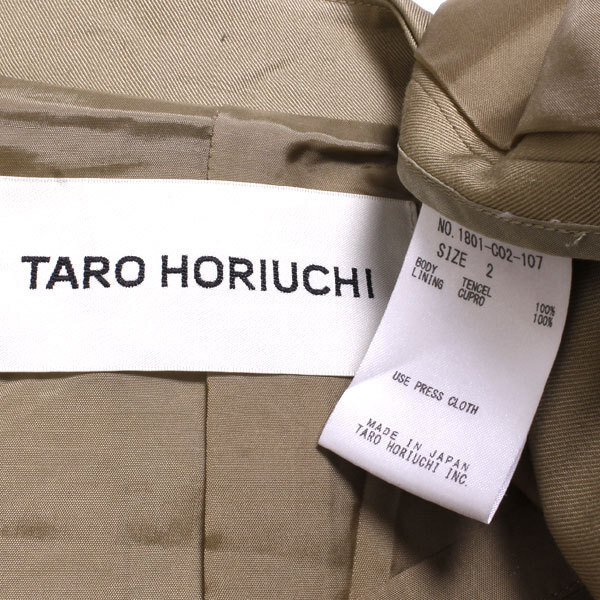 TARO HORIUCHI
NO. 1801-C02-107
SIZE 2
BODY TENCEL 100%
LINING CUPRO 100%
USE PRESS CLOTH
MADE IN JAPAN
TARO HORIUCHI INC.